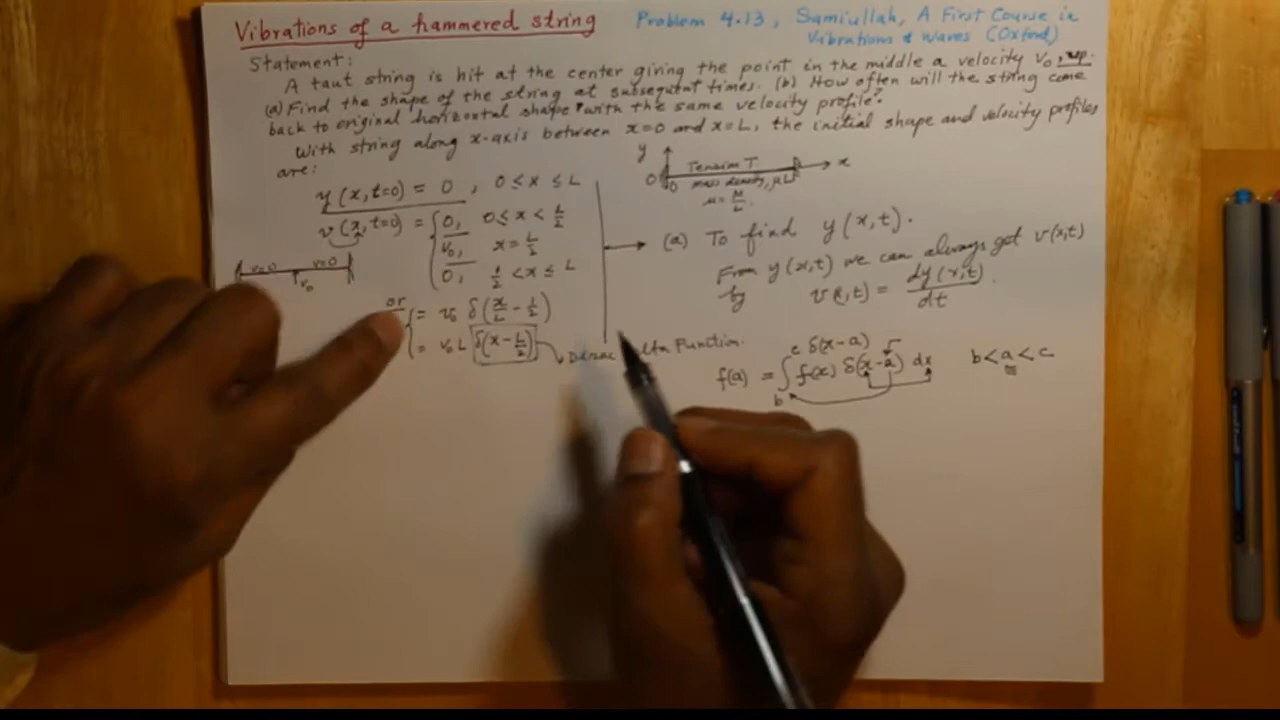 Vibrations of a hammered string
Problem 4.13, Samiullah, A First Course in
Vibrations & Waves (Oxford)
Statement:
A taut string is hit at the center giving the point in the middle a velocity v₀, up.
(a) Find the shape of the string at subsequent times. (b) How often will the string come
back to original horizontal shape with the same velocity profile?
With string along x-axis between x=0 and x=L, the initial shape and velocity profiles
are:
y(x,t=0) = 0 , 0≤x≤L
v(x,t=0) = { 0, 0≤x<L/2
v₀, x=L/2
0, L/2<x≤L
v=0 v=0
v₀
or
= v₀ δ(x/L - 1/2)
= v₀ L δ(x-L/2)
y
0 0 Tension T x
mass density, μ L
μ = M/L.
(a) To find y(x,t).
From y(x,t) we can always get v(x,t)
by v(x,t) = dy(x,t)/dt .
Function.
δ(x-a)
f(a) = ∫ f(x) δ(x-a) dx b<a<c
c
b